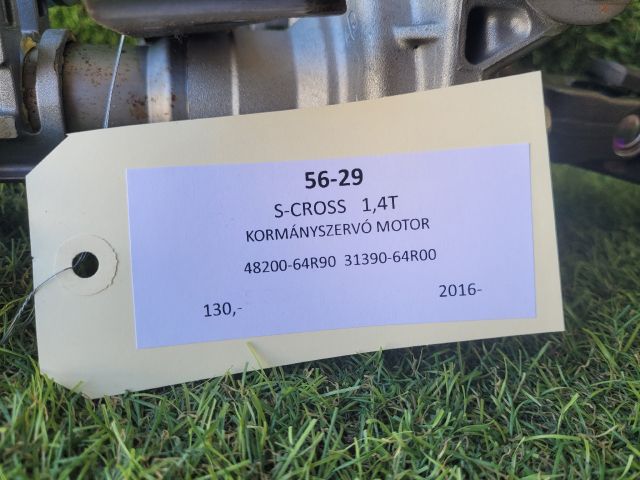 56-29
S-CROSS 1,4T
KORMÁNYSZERVÓ MOTOR
48200-64R90 31390-64R00
130,- 2016-